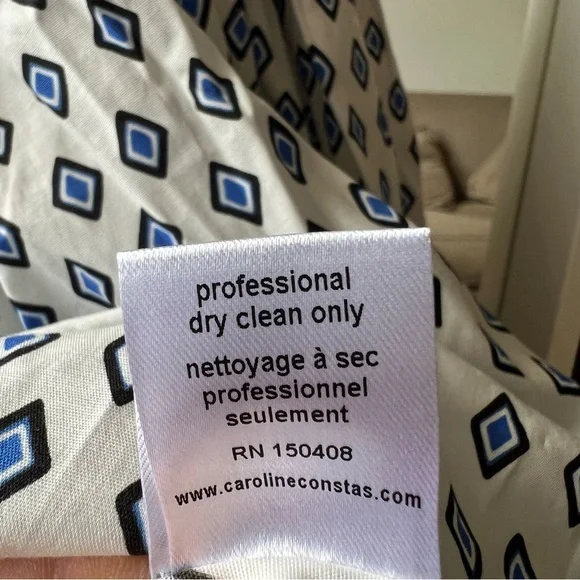 professional
dry clean only
nettoyage à sec
professionnel
seulement
RN 150408
www.carolineconstas.com